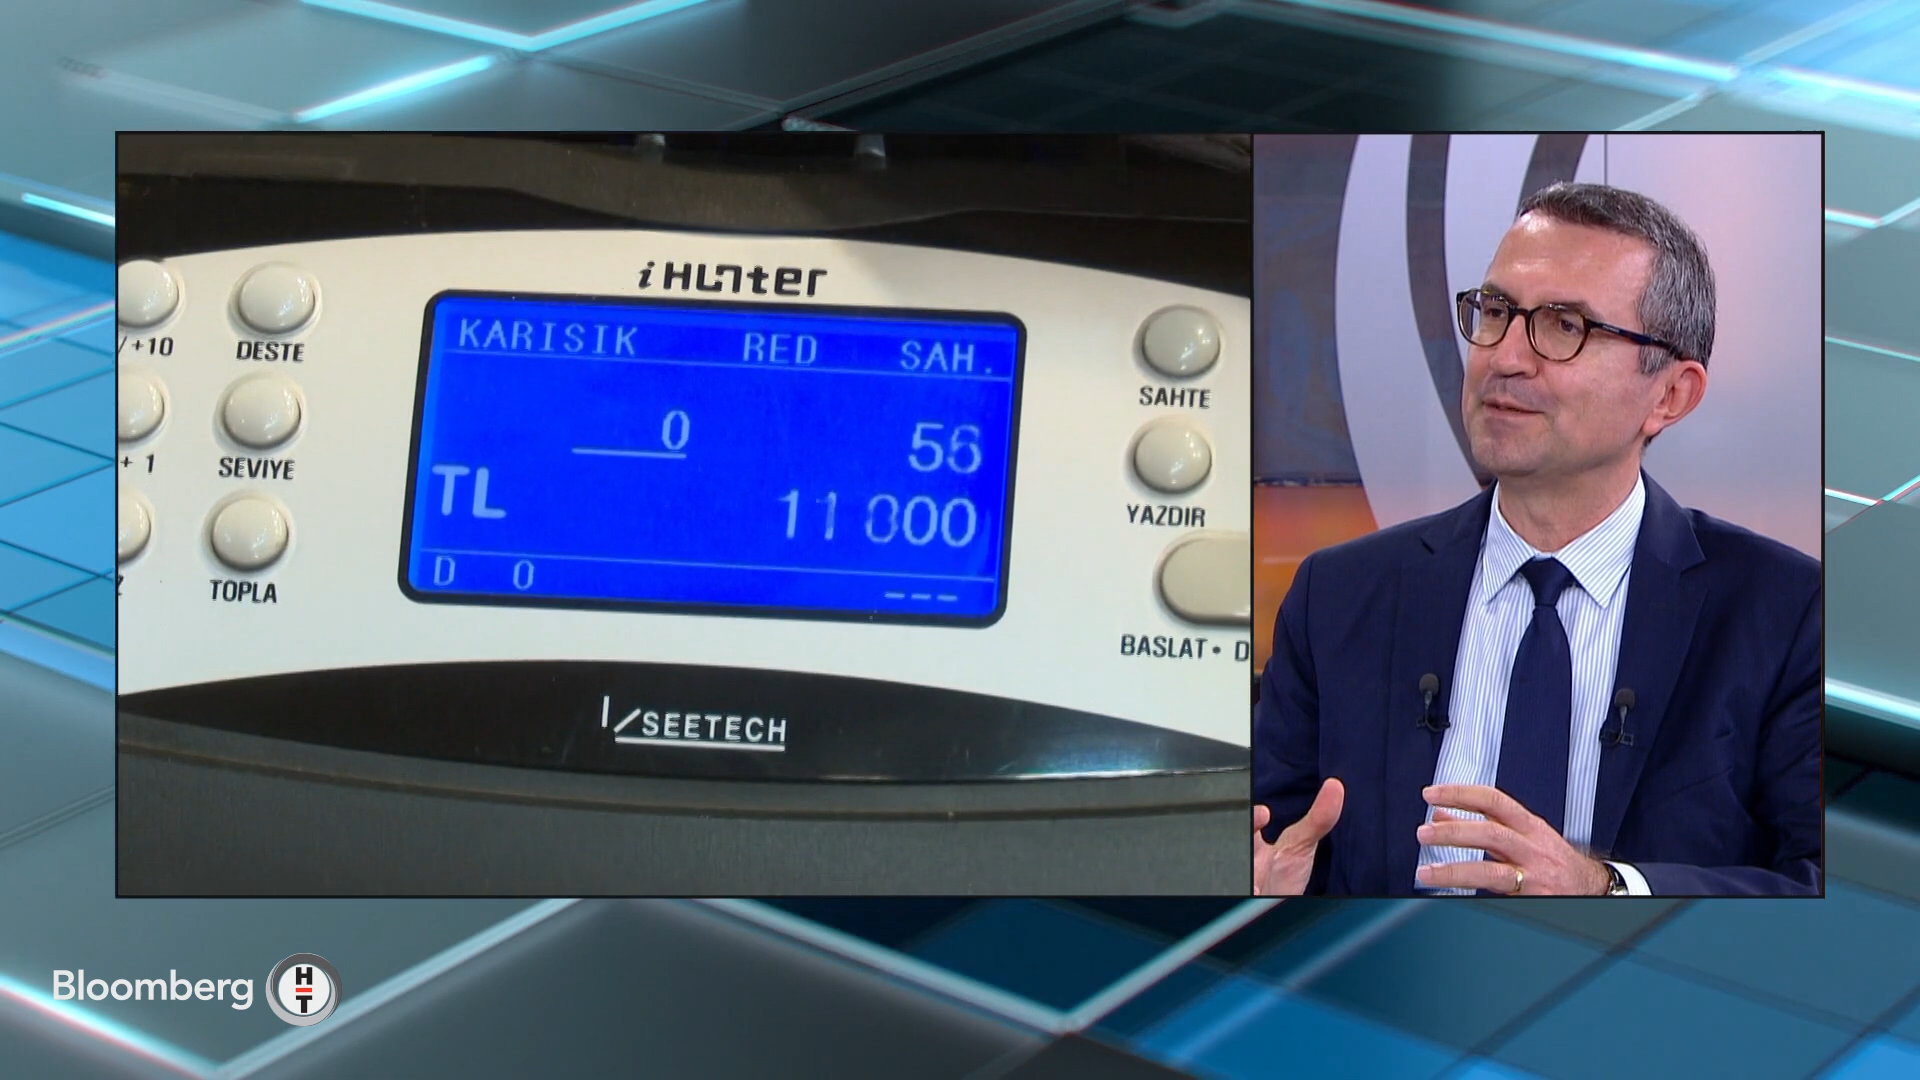 iHUnter
KARISIK RED SAH.
0 56
TL 11 000
D 0 ---
/+10
DESTE
+ 1
SEVIYE
TOPLA
SAHTE
YAZDIR
BASLAT • D
SEETECH
Bloomberg HT